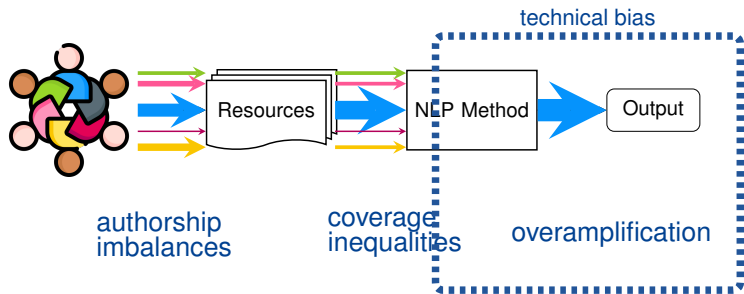 technical bias
Resources
NLP Method
Output
authorship
imbalances
coverage
inequalities
overamplification